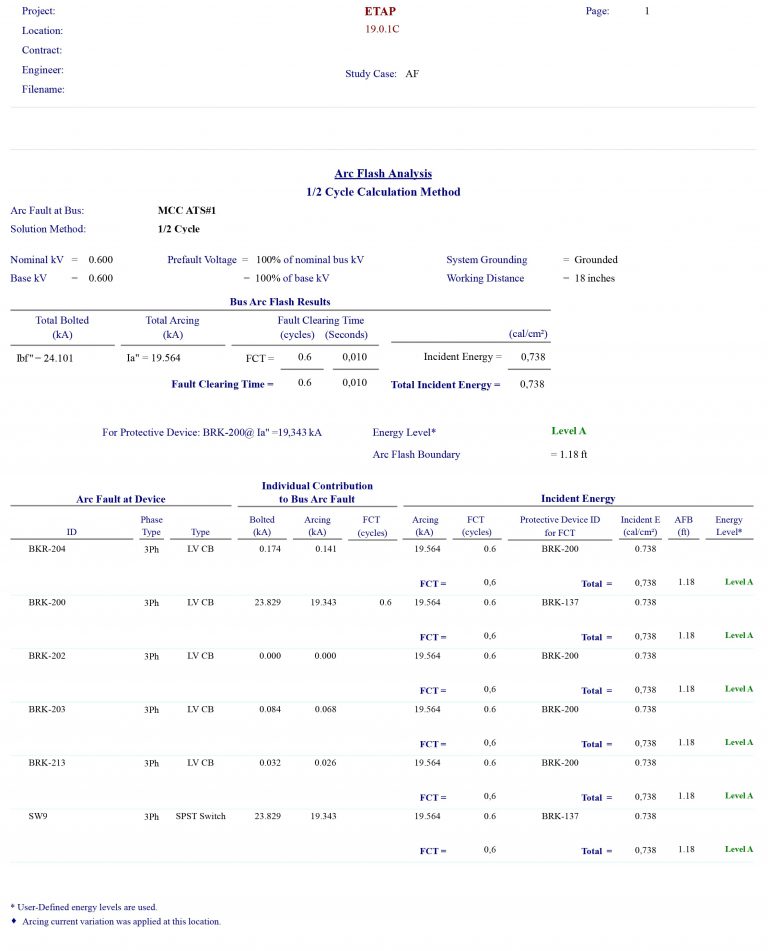 Project: ETAP Page: 1
Location: 19.0.1C
Contract:
Engineer: Study Case: AF
Filename:
Arc Flash Analysis
1/2 Cycle Calculation Method
Arc Fault at Bus: MCC ATS#1
Solution Method: 1/2 Cycle
Nominal kV = 0.600 Prefault Voltage = 100% of nominal bus kV System Grounding = Grounded
Base kV = 0.600 = 100% of base kV Working Distance = 18 inches
Bus Arc Flash Results
Total Bolted Total Arcing Fault Clearing Time
(kA) (kA) (cycles) (Seconds) (cal/cm²)
Ibf" = 24.101 Ia" = 19.564 FCT = 0.6 0,010 Incident Energy = 0,738
Fault Clearing Time = 0.6 0,010 Total Incident Energy = 0,738
For Protective Device: BRK-200@ Ia" =19,343 kA Energy Level* Level A
Arc Flash Boundary = 1.18 ft
Individual Contribution
Arc Fault at Device to Bus Arc Fault Incident Energy
Phase Bolted Arcing FCT Arcing FCT Protective Device ID Incident E AFB Energy
ID Type Type (kA) (kA) (cycles) (kA) (cycles) for FCT (cal/cm²) (ft) Level*
BKR-204 3Ph LV CB 0.174 0.141 19.564 0.6 BRK-200 0.738
FCT = 0,6 Total = 0,738 1.18 Level A
BRK-200 3Ph LV CB 23.829 19.343 0.6 19.564 0.6 BRK-137 0.738
FCT = 0,6 Total = 0,738 1.18 Level A
BRK-202 3Ph LV CB 0.000 0.000 19.564 0.6 BRK-200 0.738
FCT = 0,6 Total = 0,738 1.18 Level A
BRK-203 3Ph LV CB 0.084 0.068 19.564 0.6 BRK-200 0.738
FCT = 0,6 Total = 0,738 1.18 Level A
BRK-213 3Ph LV CB 0.032 0.026 19.564 0.6 BRK-200 0.738
FCT = 0,6 Total = 0,738 1.18 Level A
SW9 3Ph SPST Switch 23.829 19.343 19.564 0.6 BRK-137 0.738
FCT = 0,6 Total = 0,738 1.18 Level A
* User-Defined energy levels are used.
♦ Arcing current variation was applied at this location.